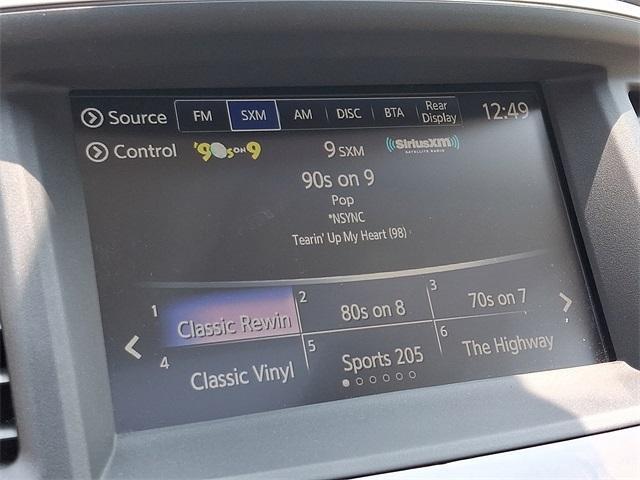 Source FM SXM AM DISC BTA Rear Display 12:49
Control '90s ON 9 9 SXM SiriusXM
SATELLITE RADIO
90s on 9
Pop
*NSYNC
Tearin' Up My Heart (98)
1 Classic Rewin 2 80s on 8 3 70s on 7
4 Classic Vinyl 5 Sports 205 6 The Highway